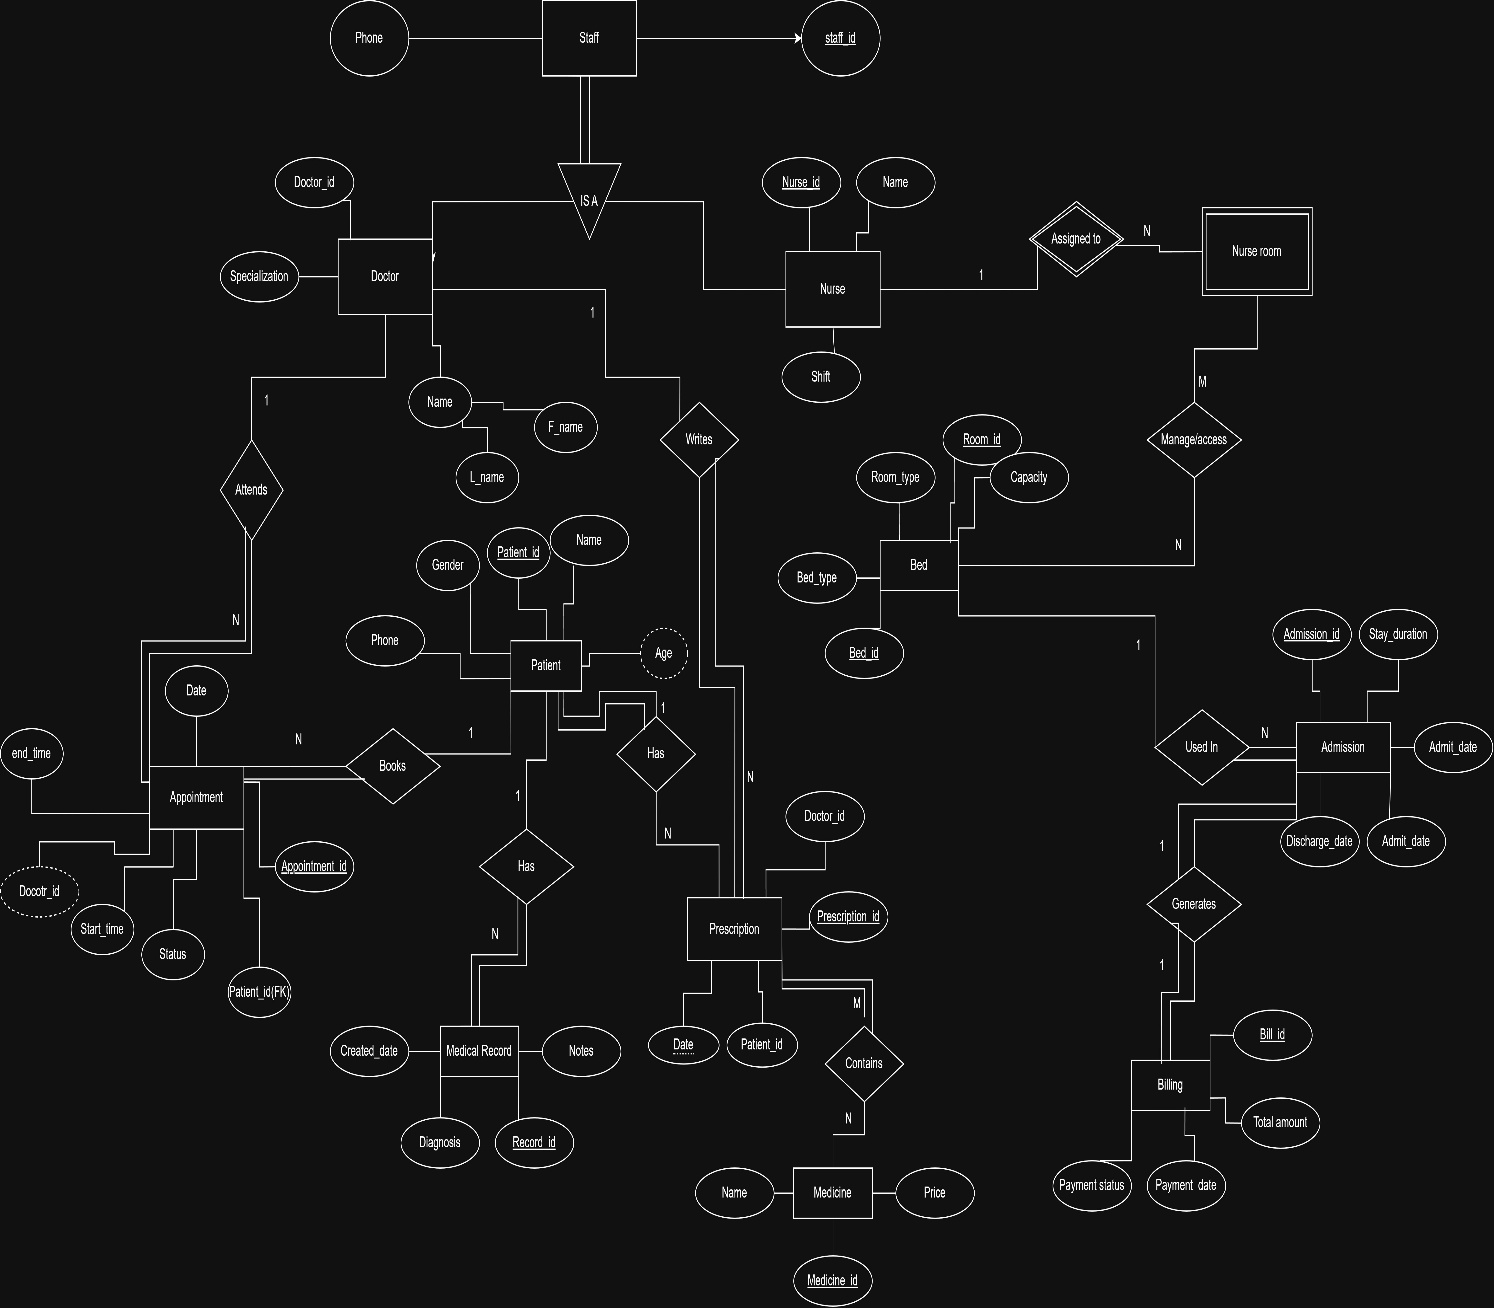 Phone
Staff
staff_id
IS A
Doctor_id
Specialization
Doctor
Nurse_id
Name
Nurse
Shift
1
Assigned to
N
Nurse room
1
Name
F_name
L_name
1
Attends
N
Writes
M
Manage/access
N
Room_id
Room_type
Capacity
Bed_type
Bed
Bed_id
Gender
Patient_id
Name
Phone
Patient
Age
1
Has
N
N
Date
end_time
N
Books
1
Appointment
Docotr_id
Start_time
Status
Appointment_id
Patient_id(FK)
1
Has
N
Created_date
Medical Record
Notes
Diagnosis
Record_id
Doctor_id
Prescription
Prescription_id
Date
Patient_id
M
Contains
N
Name
Medicine
Price
Medicine_id
1
Used In
N
Admission_id
Stay_duration
Admission
Admit_date
Discharge_date
Admit_date
1
Generates
1
Bill_id
Billing
Total amount
Payment status
Payment date